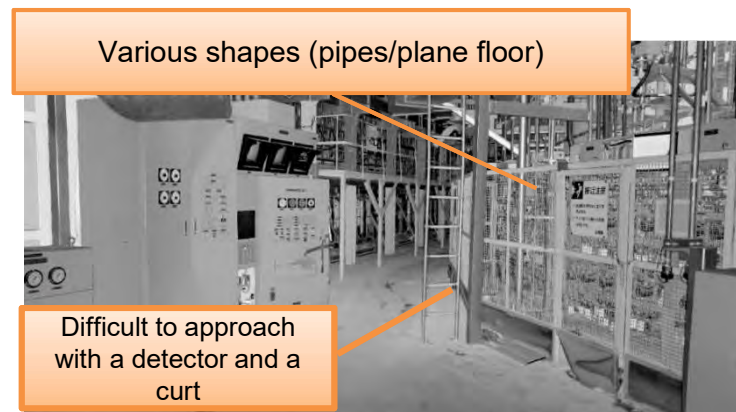 Various shapes (pipes/plane floor)
Difficult to approach
with a detector and a
curt